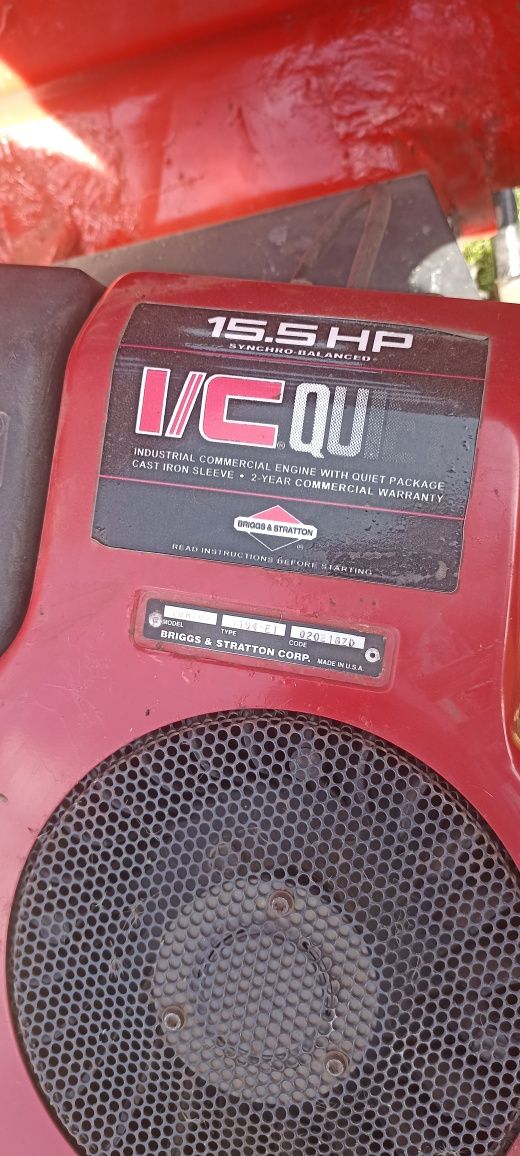 15.5 HP
SYNCHRO-BALANCED®
I/C® QU
INDUSTRIAL COMMERCIAL ENGINE WITH QUIET PACKAGE
CAST IRON SLEEVE • 2-YEAR COMMERCIAL WARRANTY
BRIGGS & STRATTON
®
READ INSTRUCTIONS BEFORE STARTING
MODEL TYPE CODE
BRIGGS & STRATTON CORP. MADE IN U.S.A.